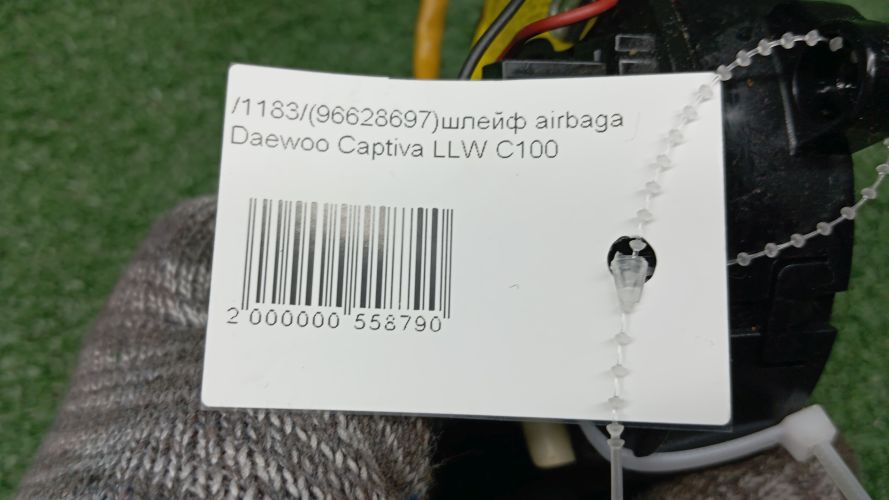 /1183/(96628697)шлейф airbaga
Daewoo Captiva LLW C100
2 000000 558790